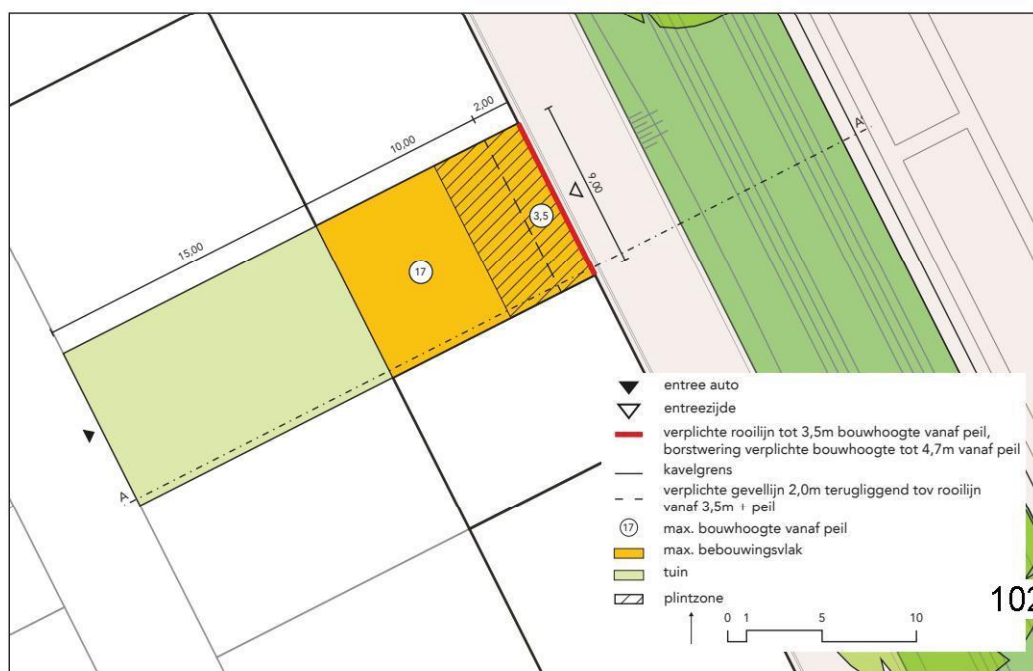 2,00
10,00
15,00
9,00
A'
3,5
17
A
entree auto
entreezijde
verplichte rooilijn tot 3,5m bouwhoogte vanaf peil,
borstwering verplichte bouwhoogte tot 4,7m vanaf peil
kavelgrens
verplichte gevellijn 2,0m terugliggend tov rooilijn
vanaf 3,5m + peil
17 max. bouwhoogte vanaf peil
max. bebouwingsvlak
tuin
plintzone
0 1 5 10
102